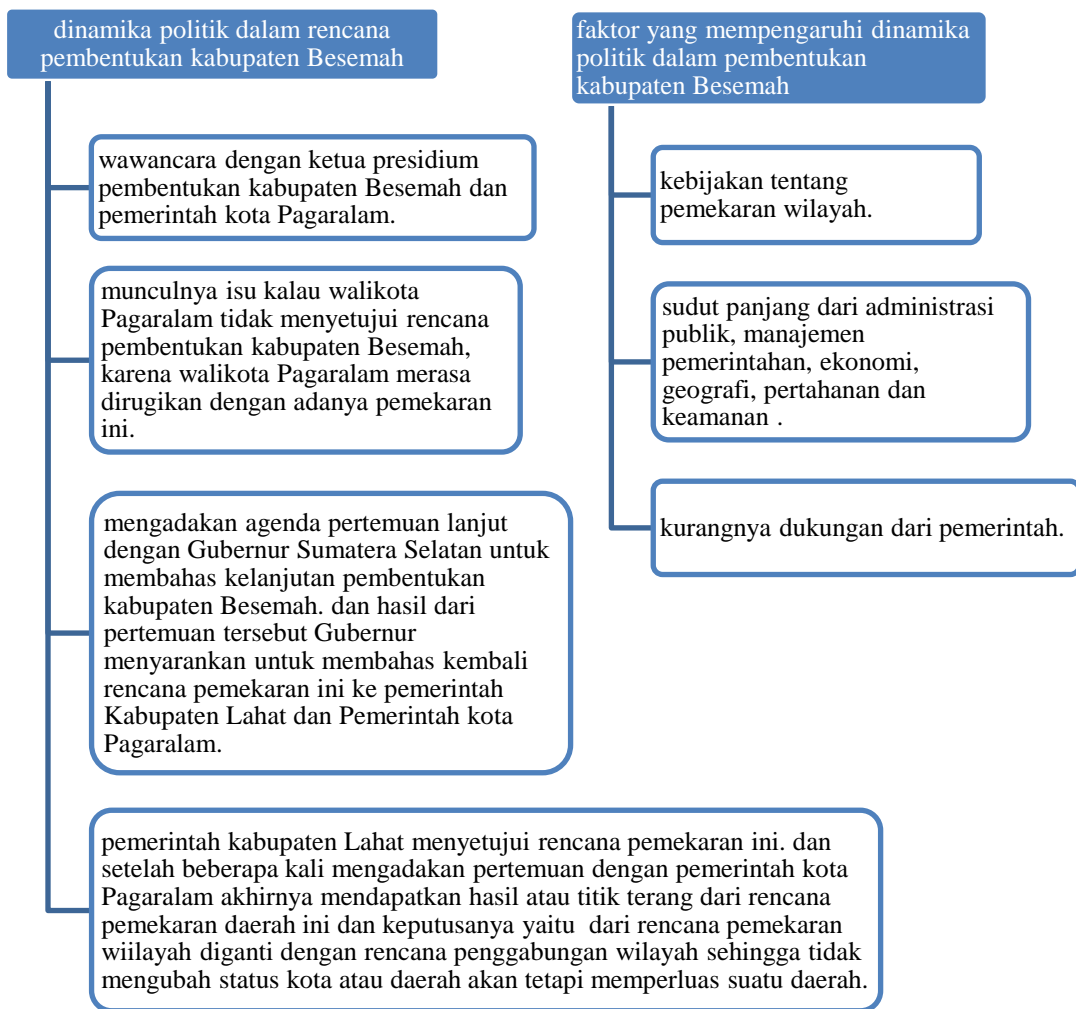 dinamika politik dalam rencana
pembentukan kabupaten Besemah
wawancara dengan ketua presidium
pembentukan kabupaten Besemah dan
pemerintah kota Pagaralam.
munculnya isu kalau walikota
Pagaralam tidak menyetujui rencana
pembentukan kabupaten Besemah,
karena walikota Pagaralam merasa
dirugikan dengan adanya pemekaran
ini.
mengadakan agenda pertemuan lanjut
dengan Gubernur Sumatera Selatan untuk
membahas kelanjutan pembentukan
kabupaten Besemah. dan hasil dari
pertemuan tersebut Gubernur
menyarankan untuk membahas kembali
rencana pemekaran ini ke pemerintah
Kabupaten Lahat dan Pemerintah kota
Pagaralam.
pemerintah kabupaten Lahat menyetujui rencana pemekaran ini. dan
setelah beberapa kali mengadakan pertemuan dengan pemerintah kota
Pagaralam akhirnya mendapatkan hasil atau titik terang dari rencana
pemekaran daerah ini dan keputusanya yaitu  dari rencana pemekaran
wiilayah diganti dengan rencana penggabungan wilayah sehingga tidak
mengubah status kota atau daerah akan tetapi memperluas suatu daerah.
faktor yang mempengaruhi dinamika
politik dalam pembentukan
kabupaten Besemah
kebijakan tentang
pemekaran wilayah.
sudut panjang dari administrasi
publik, manajemen
pemerintahan, ekonomi,
geografi, pertahanan dan
keamanan .
kurangnya dukungan dari pemerintah.